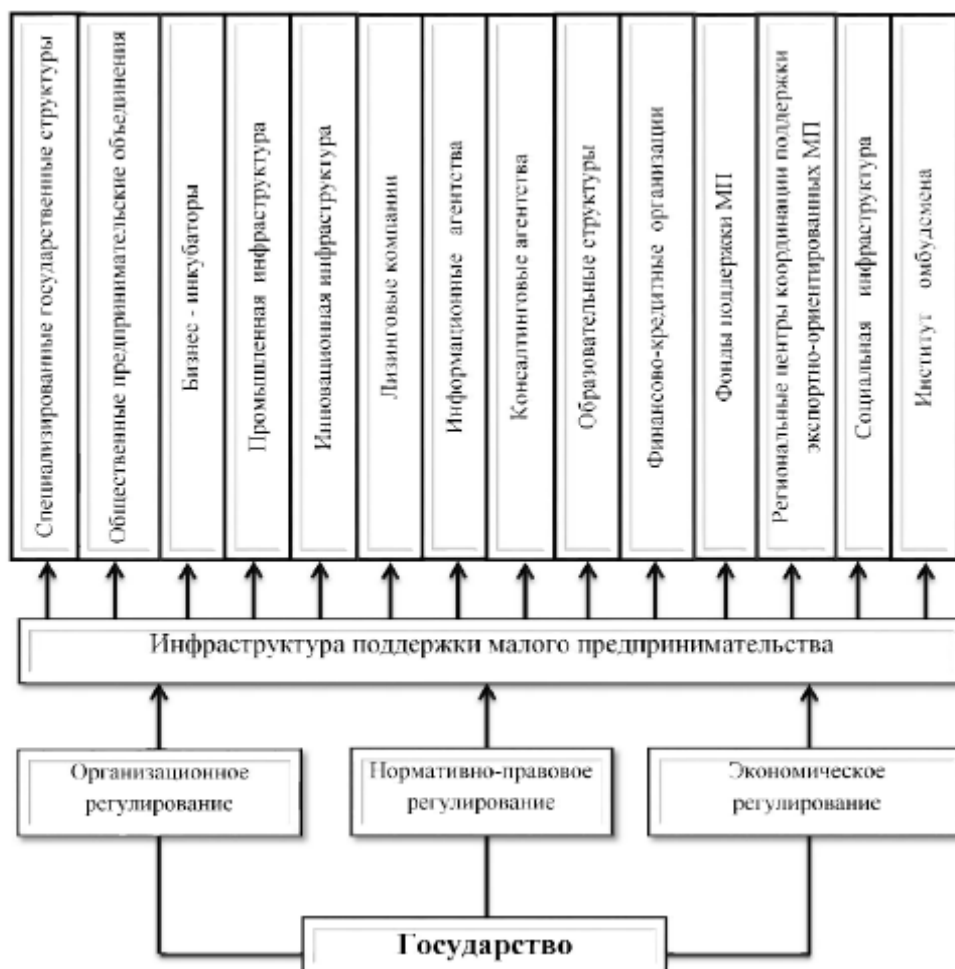 Специализированные государственные структуры
Общественные предпринимательские объединения
Бизнес - инкубаторы
Промышленная инфраструктура
Инновационная инфраструктура
Лизинговые компании
Информационные агентства
Консалтинговые агентства
Образовательные структуры
Финансово-кредитные организации
Фонды поддержки МП
Региональные центры координации поддержки
экспортно-ориентированных МП
Социальная инфраструктура
Институт омбудсмена
Инфраструктура поддержки малого предпринимательства
Организационное
регулирование
Нормативно-правовое
регулирование
Экономическое
регулирование
Государство